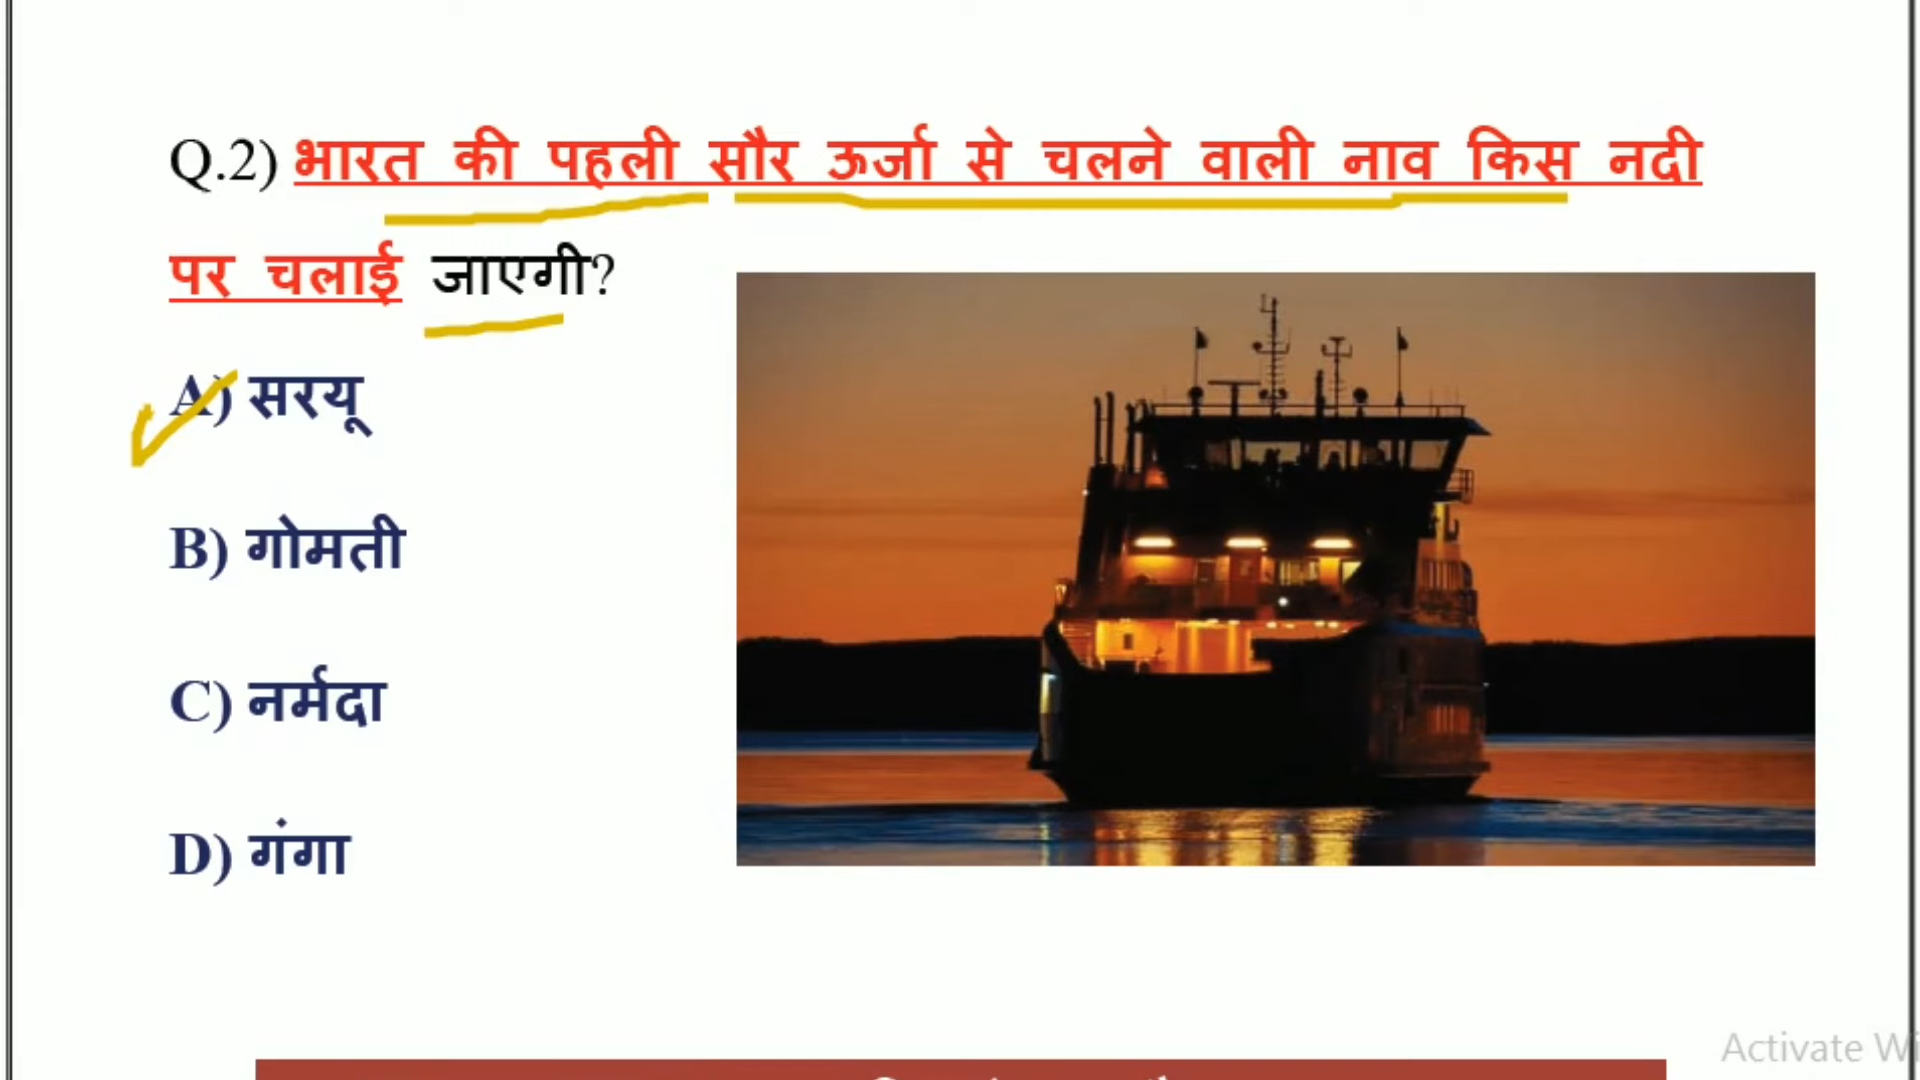 Q.2) भारत की पहली सौर ऊर्जा से चलने वाली नाव किस नदी
पर चलाई जाएगी?
A) सरयू
B) गोमती
C) नर्मदा
D) गंगा
Activate